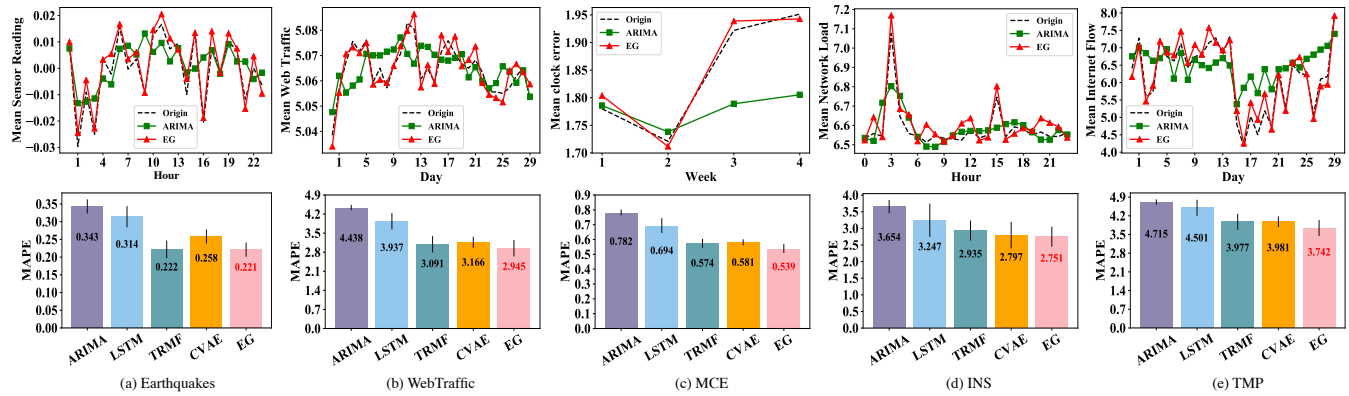 Mean Sensor Reading
0.02
0.01
0.00
−0.01
−0.02
−0.03
Origin
ARIMA
EG
1 4 7 10 13 16 19 22
Hour
Mean Web Traffic
5.08
5.07
5.06
5.05
5.04
Origin
ARIMA
EG
1 5 9 13 17 21 25 29
Day
Mean clock error
1.95
1.90
1.85
1.80
1.75
1.70
Origin
ARIMA
EG
1 2 3 4
Week
Mean Network Load
7.2
7.1
7.0
6.9
6.8
6.7
6.6
6.5
Origin
ARIMA
EG
0 3 6 9 12 15 18 21
Hour
Mean Internet Flow
8.0
7.5
7.0
6.5
6.0
5.5
5.0
4.5
4.0
Origin
ARIMA
EG
1 5 9 13 17 21 25 29
Day
MAPE
0.35
0.30
0.25
0.20
0.15
0.10
0.05
0.00
0.343
0.314
0.222
0.258
0.221
ARIMA LSTM TRMF CVAE EG
(a) Earthquakes
MAPE
4.9
4.2
3.5
2.8
2.1
1.4
0.7
0.0
4.438
3.937
3.091
3.166
2.945
ARIMA LSTM TRMF CVAE EG
(b) WebTraffic
MAPE
0.9
0.8
0.7
0.6
0.5
0.4
0.3
0.2
0.1
0.0
0.782
0.694
0.574
0.581
0.539
ARIMA LSTM TRMF CVAE EG
(c) MCE
MAPE
4.0
3.5
3.0
2.5
2.0
1.5
1.0
0.5
0.0
3.654
3.247
2.935
2.797
2.751
ARIMA LSTM TRMF CVAE EG
(d) INS
MAPE
4.9
4.2
3.5
2.8
2.1
1.4
0.7
0.0
4.715
4.501
3.977
3.981
3.742
ARIMA LSTM TRMF CVAE EG
(e) TMP